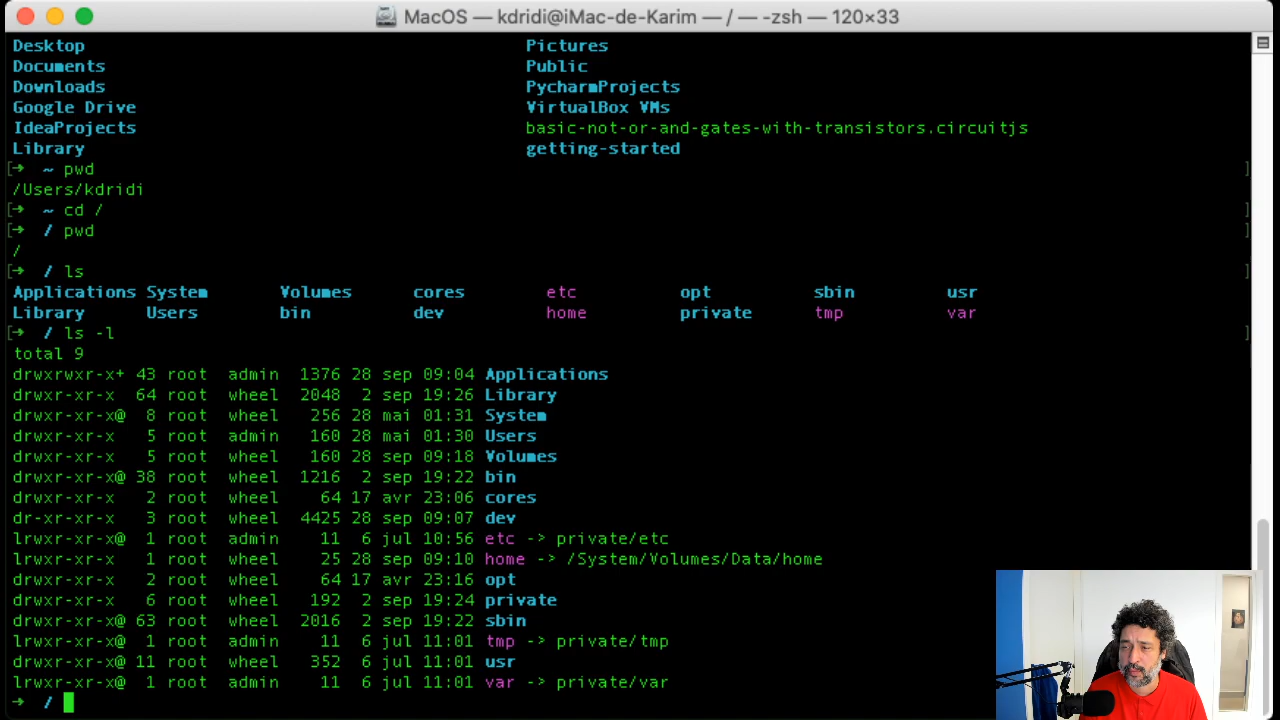 MacOS — kdridi@iMac-de-Karim — / — -zsh — 120×33
Desktop Pictures
Documents Public
Downloads PycharmProjects
Google Drive VirtualBox VMs
IdeaProjects basic-not-or-and-gates-with-transistors.circuitjs
Library getting-started
[→ ~ pwd ]
/Users/kdridi
[→ ~ cd / ]
[→ / pwd ]
/
[→ / ls ]
Applications System Volumes cores etc opt sbin usr
Library Users bin dev home private tmp var
[→ / ls -l ]
total 9
drwxrwxr-x+ 43 root admin 1376 28 sep 09:04 Applications
drwxr-xr-x 64 root wheel 2048 2 sep 19:26 Library
drwxr-xr-x@ 8 root wheel 256 28 mai 01:31 System
drwxr-xr-x 5 root admin 160 28 mai 01:30 Users
drwxr-xr-x 5 root wheel 160 28 sep 09:18 Volumes
drwxr-xr-x@ 38 root wheel 1216 2 sep 19:22 bin
drwxr-xr-x 2 root wheel 64 17 avr 23:06 cores
dr-xr-xr-x 3 root wheel 4425 28 sep 09:07 dev
lrwxr-xr-x@ 1 root admin 11 6 jul 10:56 etc -> private/etc
lrwxr-xr-x 1 root wheel 25 28 sep 09:10 home -> /System/Volumes/Data/home
drwxr-xr-x 2 root wheel 64 17 avr 23:16 opt
drwxr-xr-x 6 root wheel 192 2 sep 19:24 private
drwxr-xr-x@ 63 root wheel 2016 2 sep 19:22 sbin
lrwxr-xr-x@ 1 root admin 11 6 jul 11:01 tmp -> private/tmp
drwxr-xr-x@ 11 root wheel 352 6 jul 11:01 usr
lrwxr-xr-x@ 1 root admin 11 6 jul 11:01 var -> private/var
→ /